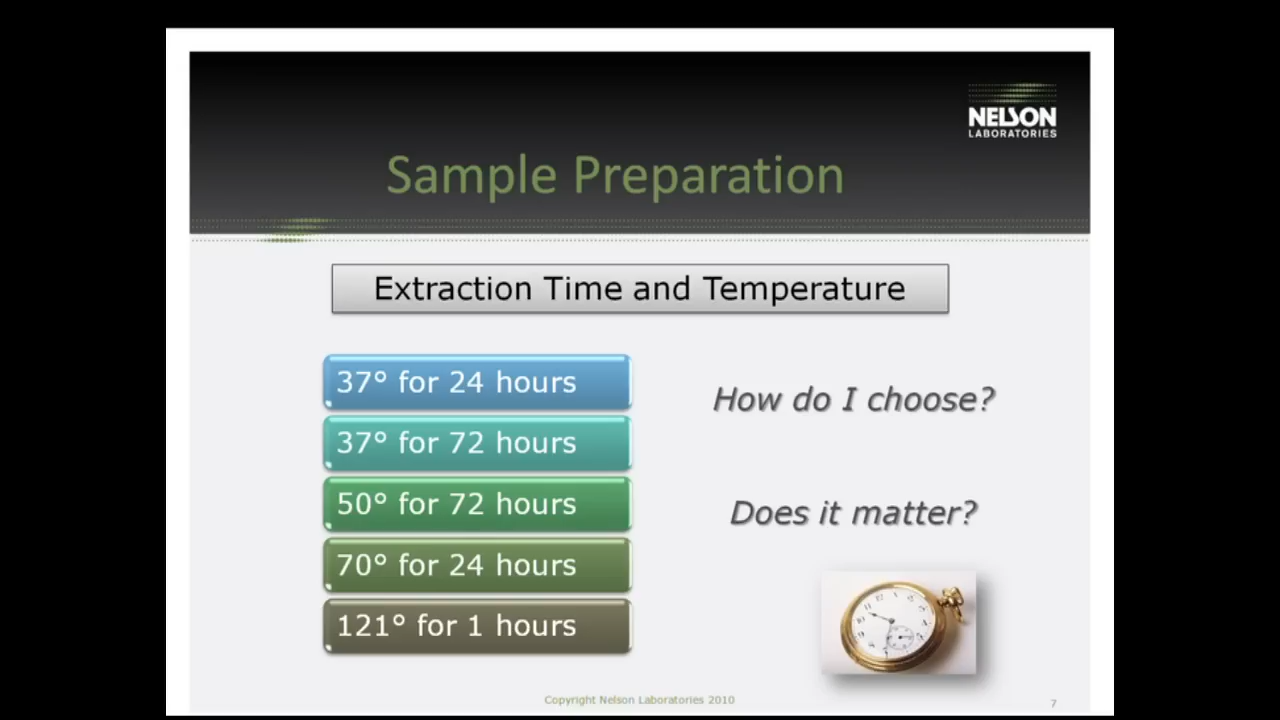 NELSON
LABORATORIES
Sample Preparation
Extraction Time and Temperature
37° for 24 hours
37° for 72 hours
50° for 72 hours
70° for 24 hours
121° for 1 hours
How do I choose?
Does it matter?
Copyright Nelson Laboratories 2010
7